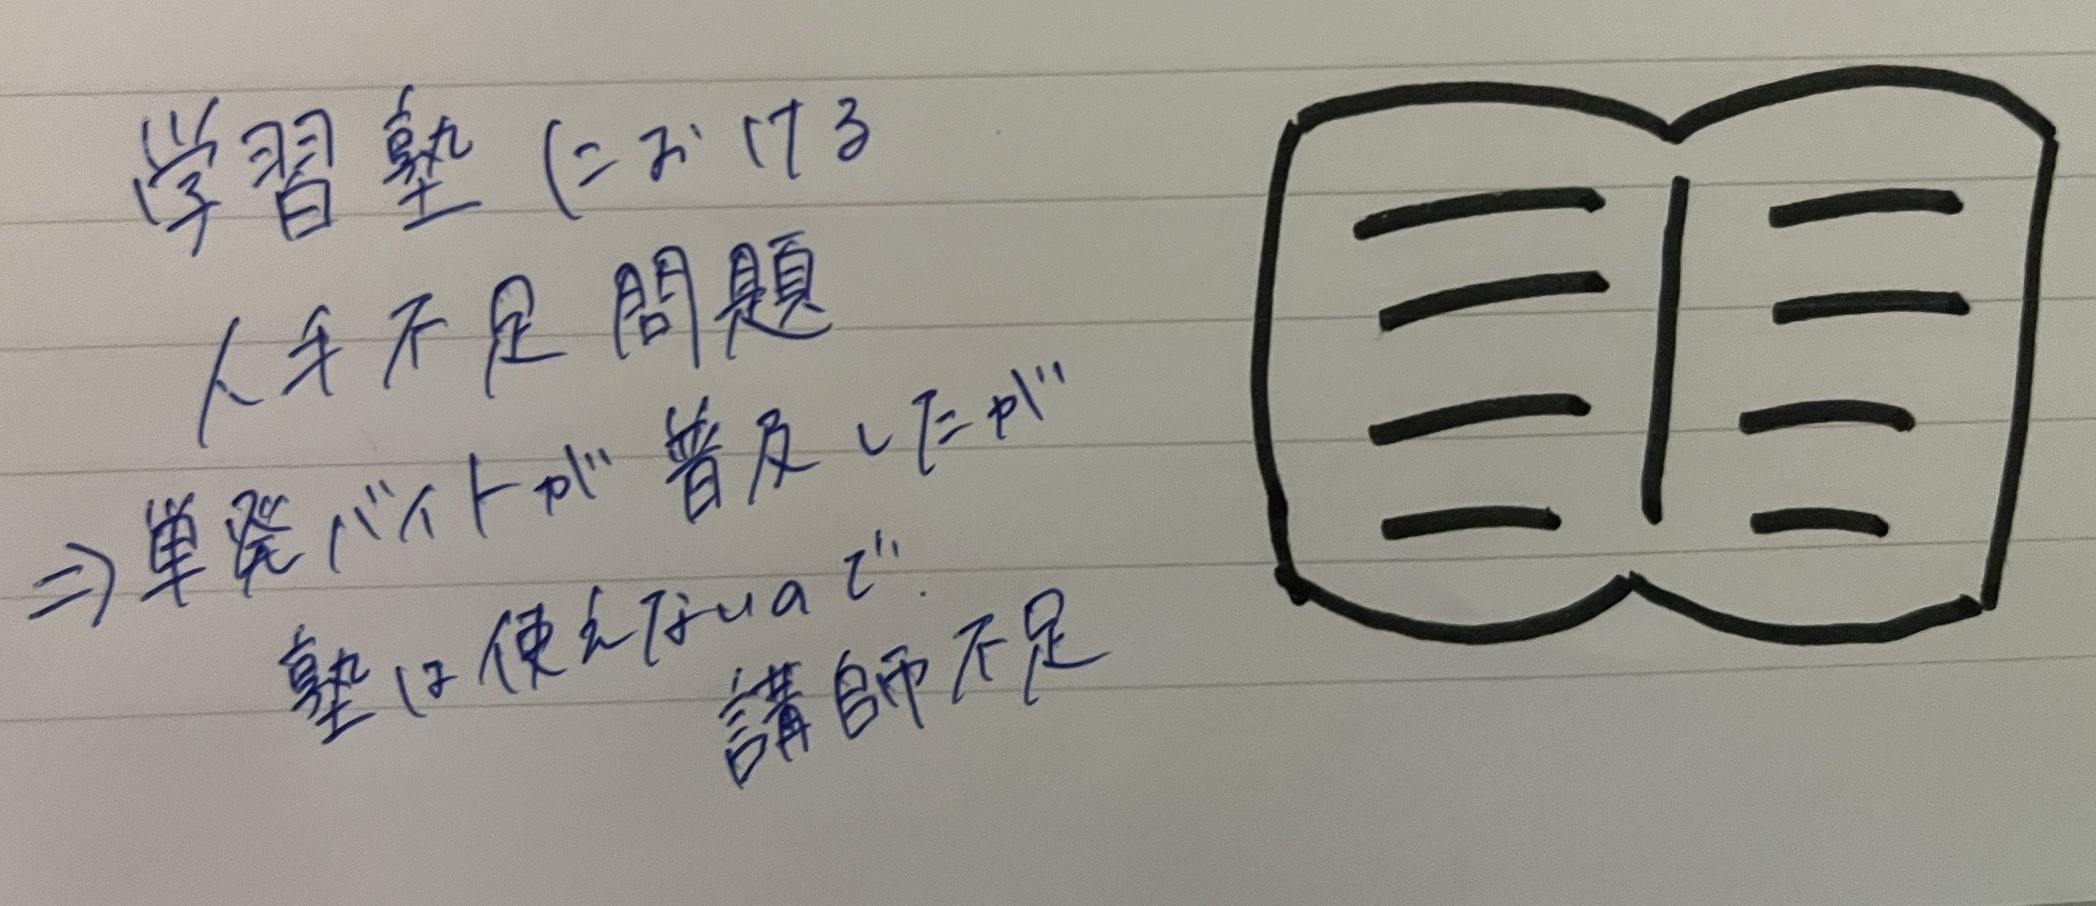 学習塾における
人手不足問題
⇒単発バイトが普及したが
塾は使えないので.
講師不足